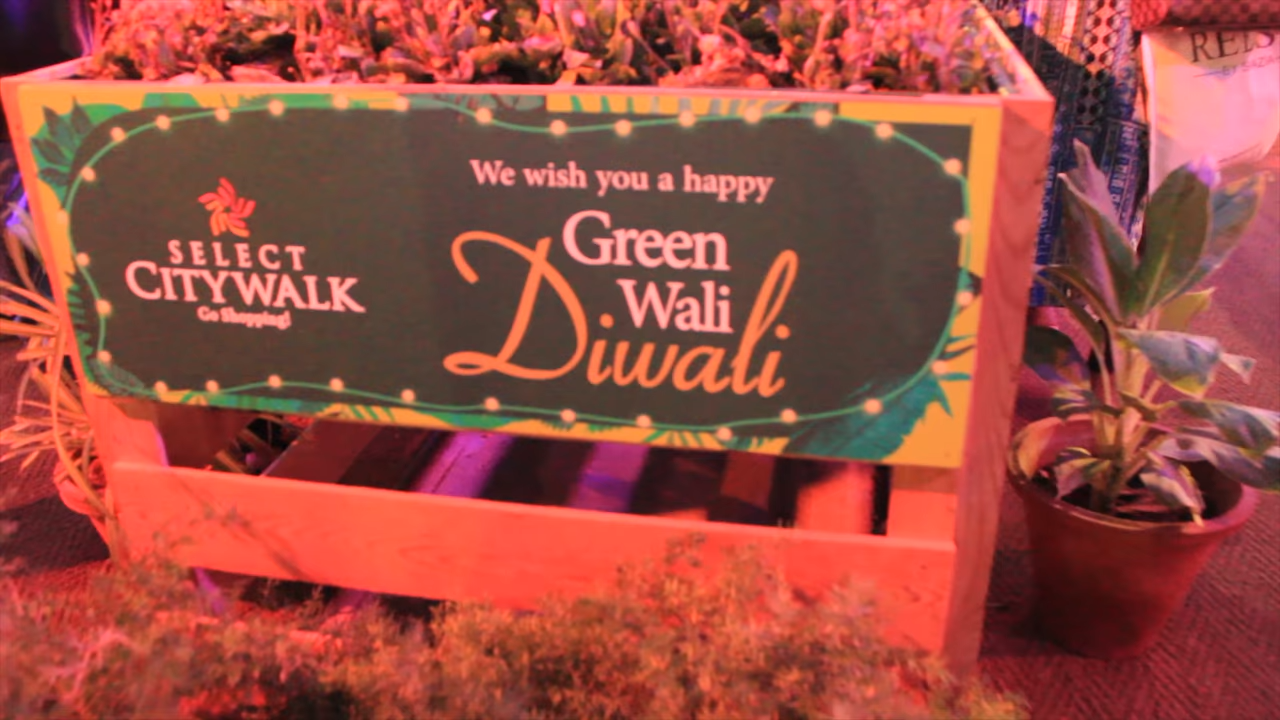 SELECT
CITYWALK
Go Shopping!
We wish you a happy
Green
Wali
Diwali